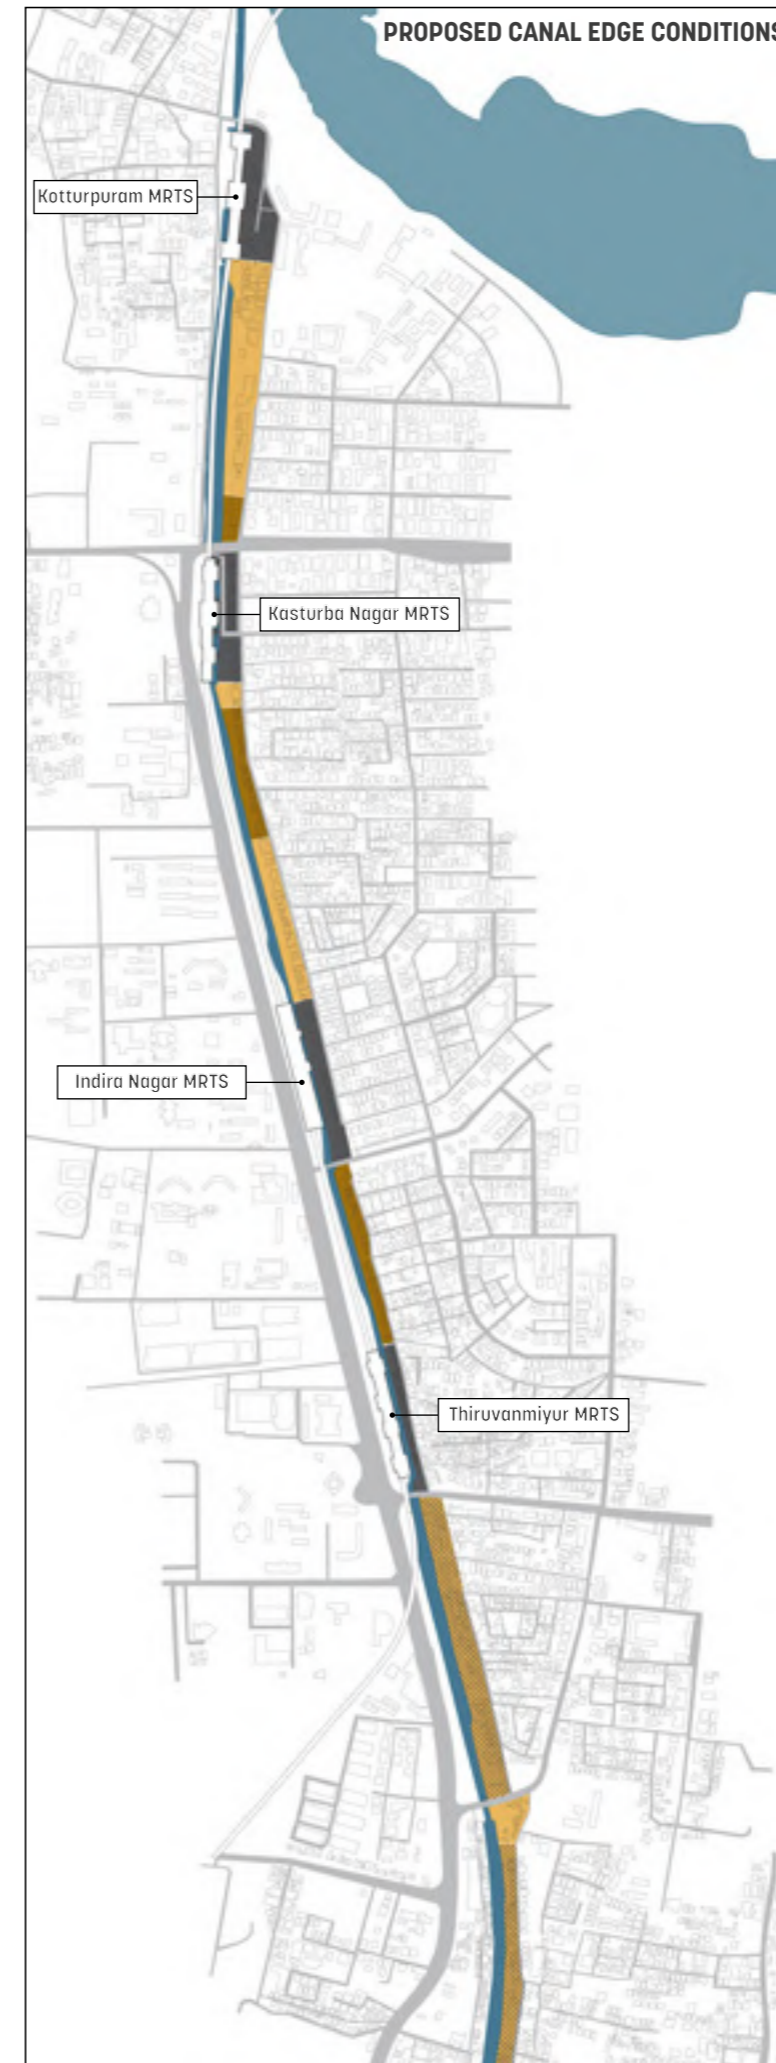 PROPOSED CANAL EDGE CONDITIONS
Kotturpuram MRTS
Kasturba Nagar MRTS
Indira Nagar MRTS
Thiruvanmiyur MRTS